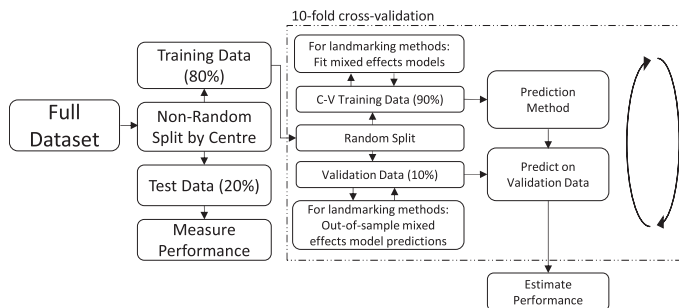 10-fold cross-validation
Full
Dataset
Training Data
(80%)
Non-Random
Split by Centre
Test Data (20%)
Measure
Performance
For landmarking methods:
Fit mixed effects models
C-V Training Data (90%)
Random Split
Validation Data (10%)
For landmarking methods:
Out-of-sample mixed
effects model predictions
Prediction
Method
Predict on
Validation Data
Estimate
Performance